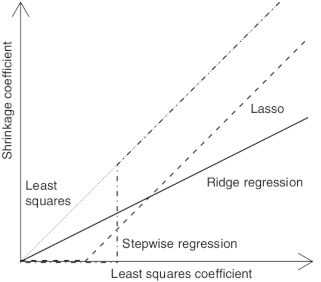 Shrinkage coefficient
Lasso
Least
squares
Ridge regression
Stepwise regression
Least squares coefficient